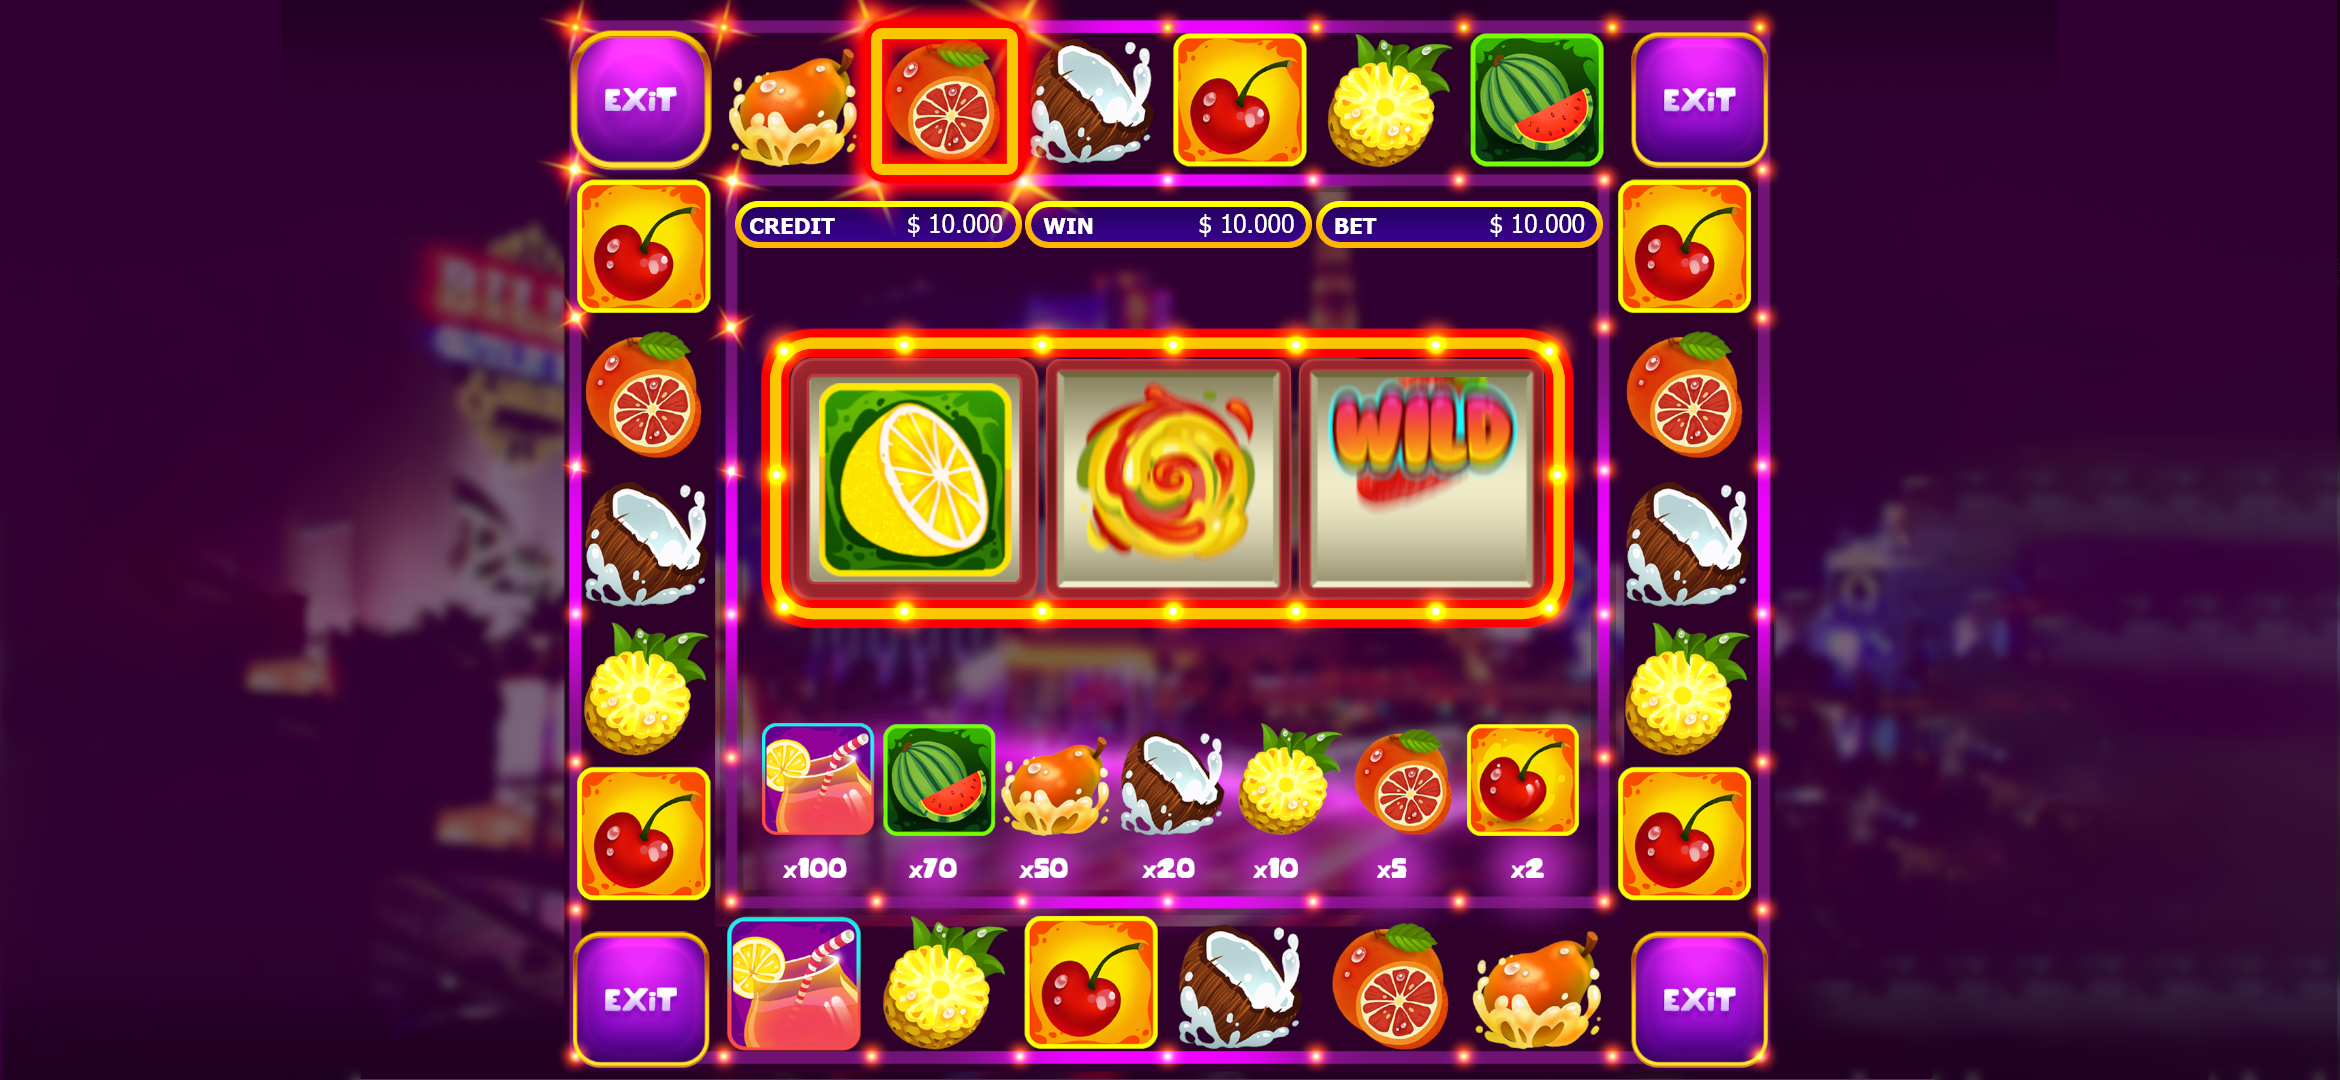 EXiT
EXiT
CREDIT $ 10.000
WIN $ 10.000
BET $ 10.000
WILD
x100 x70 x50 x20 x10 x5 x2
EXiT
EXiT